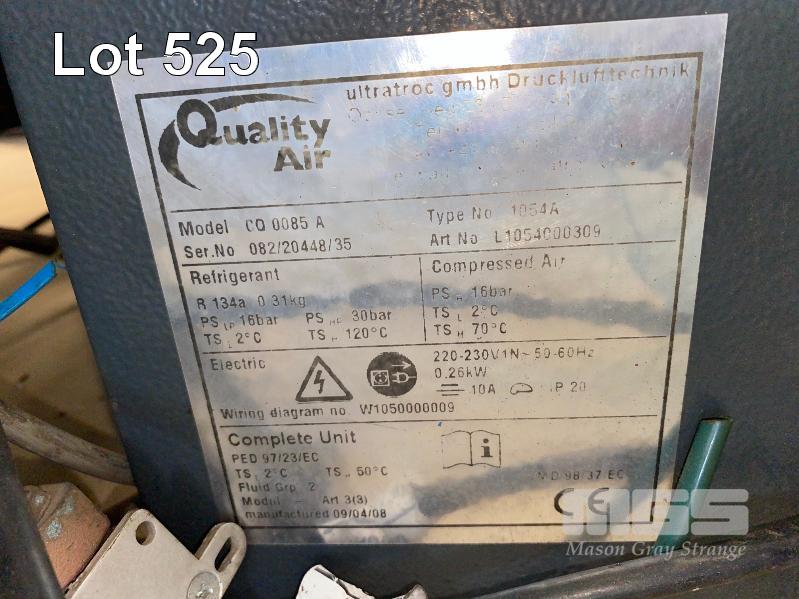 Lot 525
Quality
Air
ultratroc gmbh Drucklufttechnik
Model CQ 0085 A
Type No 1054A
Ser.No 082/20448/35
Art No L1054000309
Refrigerant
R 134a 0.31kg
PS LP 16bar PS HP 30bar
TS L 2°C TS H 120°C
Compressed Air
PS H 16bar
TS L 2°C
TS H 70°C
Electric
220-230V1N~ 50-60Hz
0,26kW
10A IP 20
Wiring diagram no. W1050000009
Complete Unit
PED 97/23/EC
TS L 2°C TS H 50°C
Fluid Grp 2
Modul – Art 3(3)
manufactured 09/04/08
i
MD 98/37/EC
CE
MGS
Mason Gray Strange